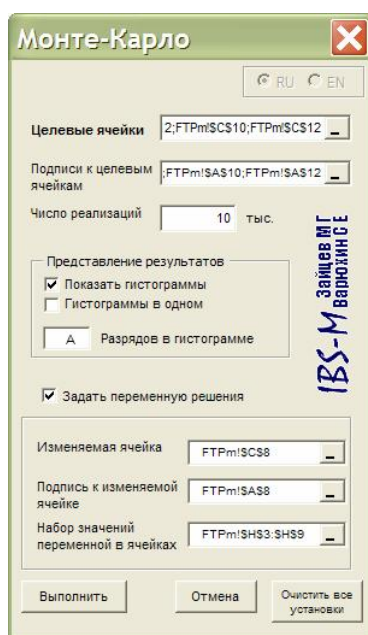 Монте-Карло
RU EN
Целевые ячейки 2;FTPm!$C$10;FTPm!$C$12
Подписи к целевым
ячейкам ;FTPm!$A$10;FTPm!$A$12
Число реализаций 10 тыс.
Представление результатов
Показать гистограммы
Гистограммы в одном
А Разрядов в гистограмме
IBS-M Зайцев МГ
Варюхин С Е
Задать переменную решения
Изменяемая ячейка FTPm!$C$8
Подпись к изменяемой
ячейке FTPm!$A$8
Набор значений
переменной в ячейках FTPm!$H$3:$H$9
Выполнить Отмена Очистить все
установки